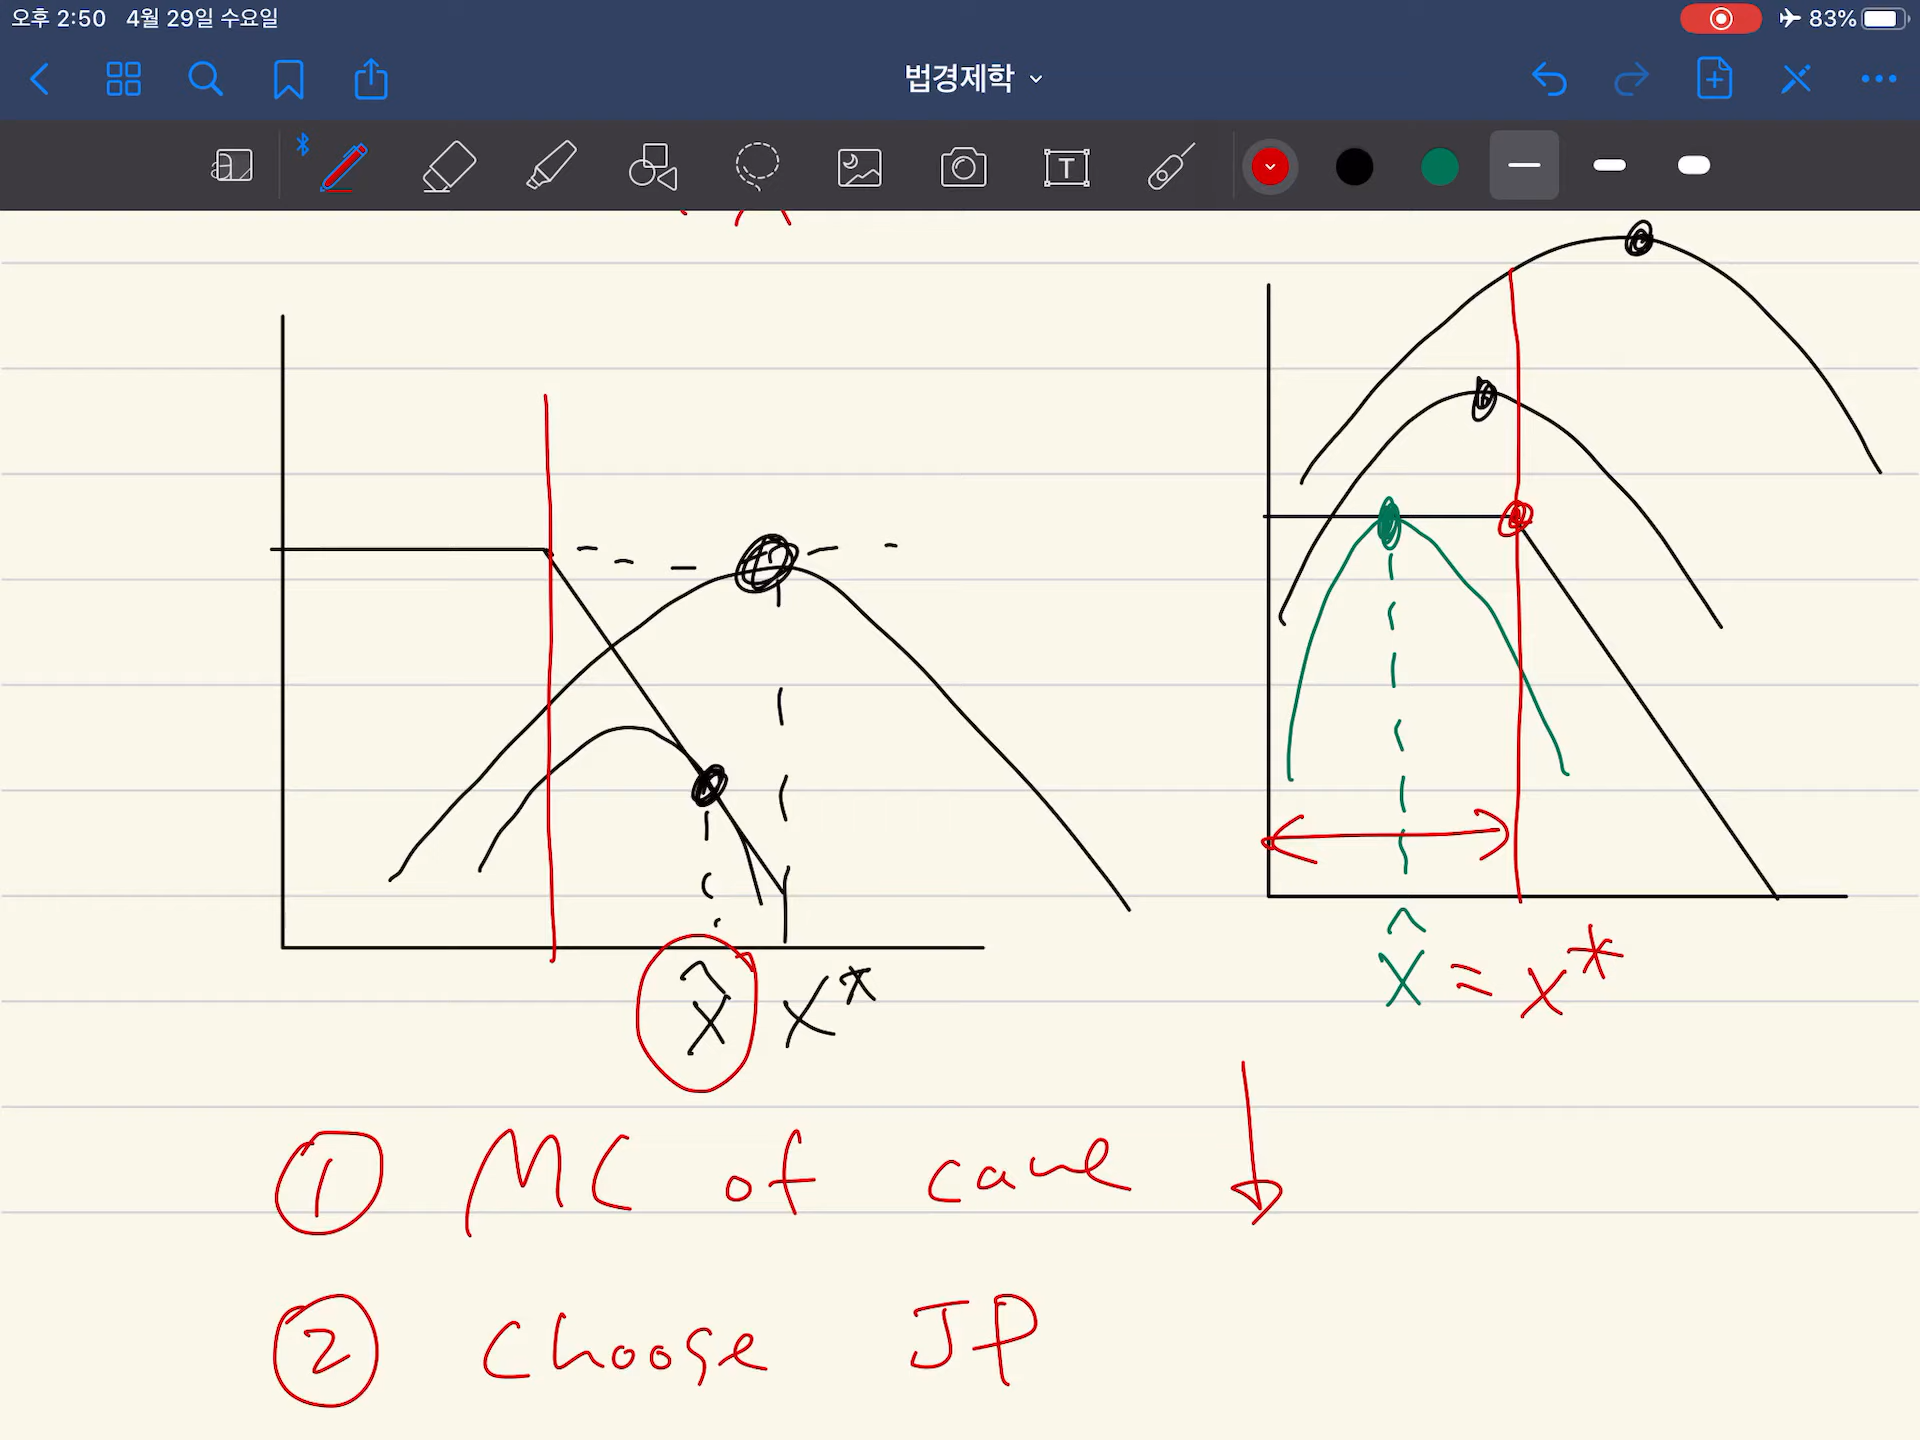 오후 2:50 4월 29일 수요일 83%
법경제학
x̂ x*
x̂ = x*
① MC of care ↓
② choose JP